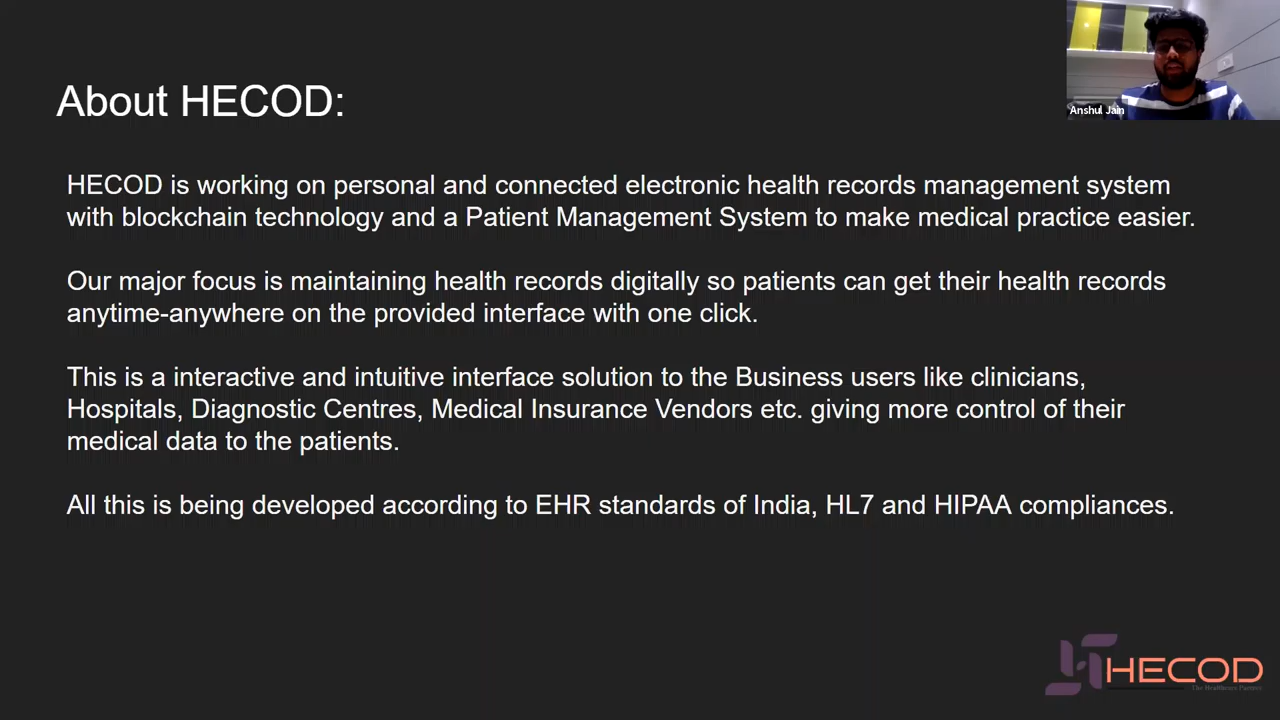 Anshul Jain
About HECOD:
HECOD is working on personal and connected electronic health records management system
with blockchain technology and a Patient Management System to make medical practice easier.
Our major focus is maintaining health records digitally so patients can get their health records
anytime-anywhere on the provided interface with one click.
This is a interactive and intuitive interface solution to the Business users like clinicians,
Hospitals, Diagnostic Centres, Medical Insurance Vendors etc. giving more control of their
medical data to the patients.
All this is being developed according to EHR standards of India, HL7 and HIPAA compliances.
HECOD
The Healthcare Factory